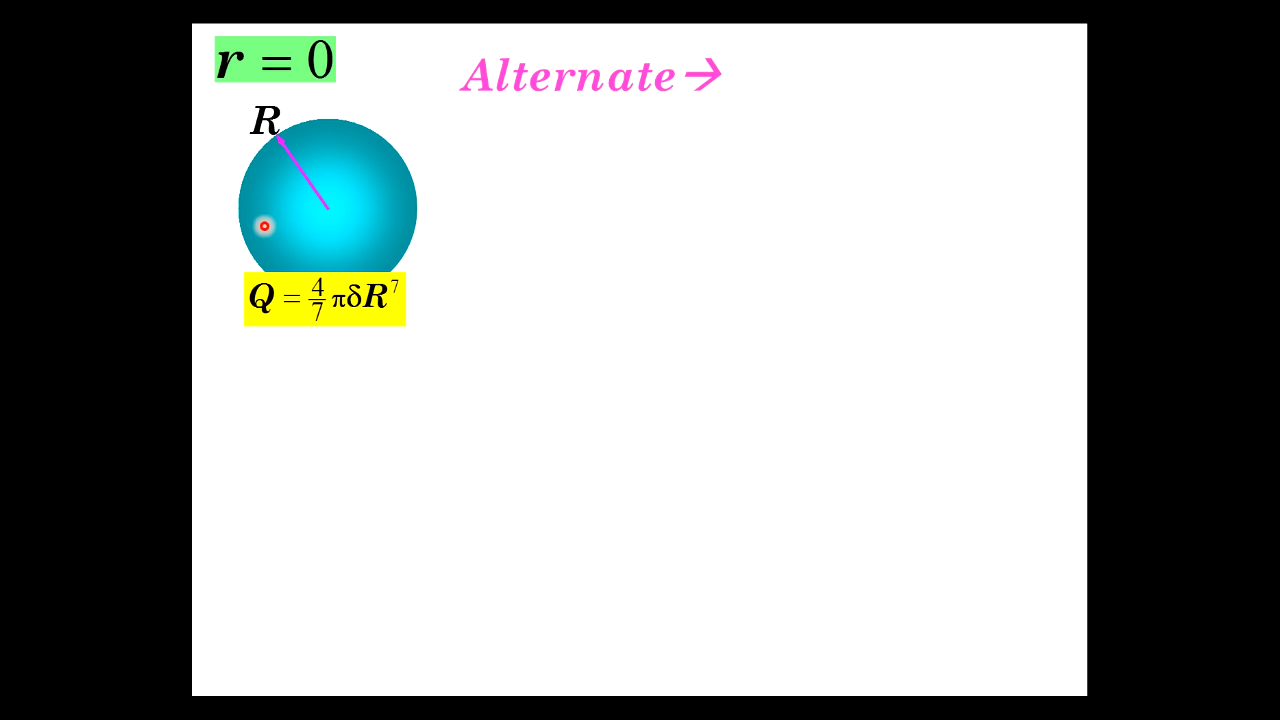 r = 0
Alternate→
R
Q = 4/7 πδR⁷